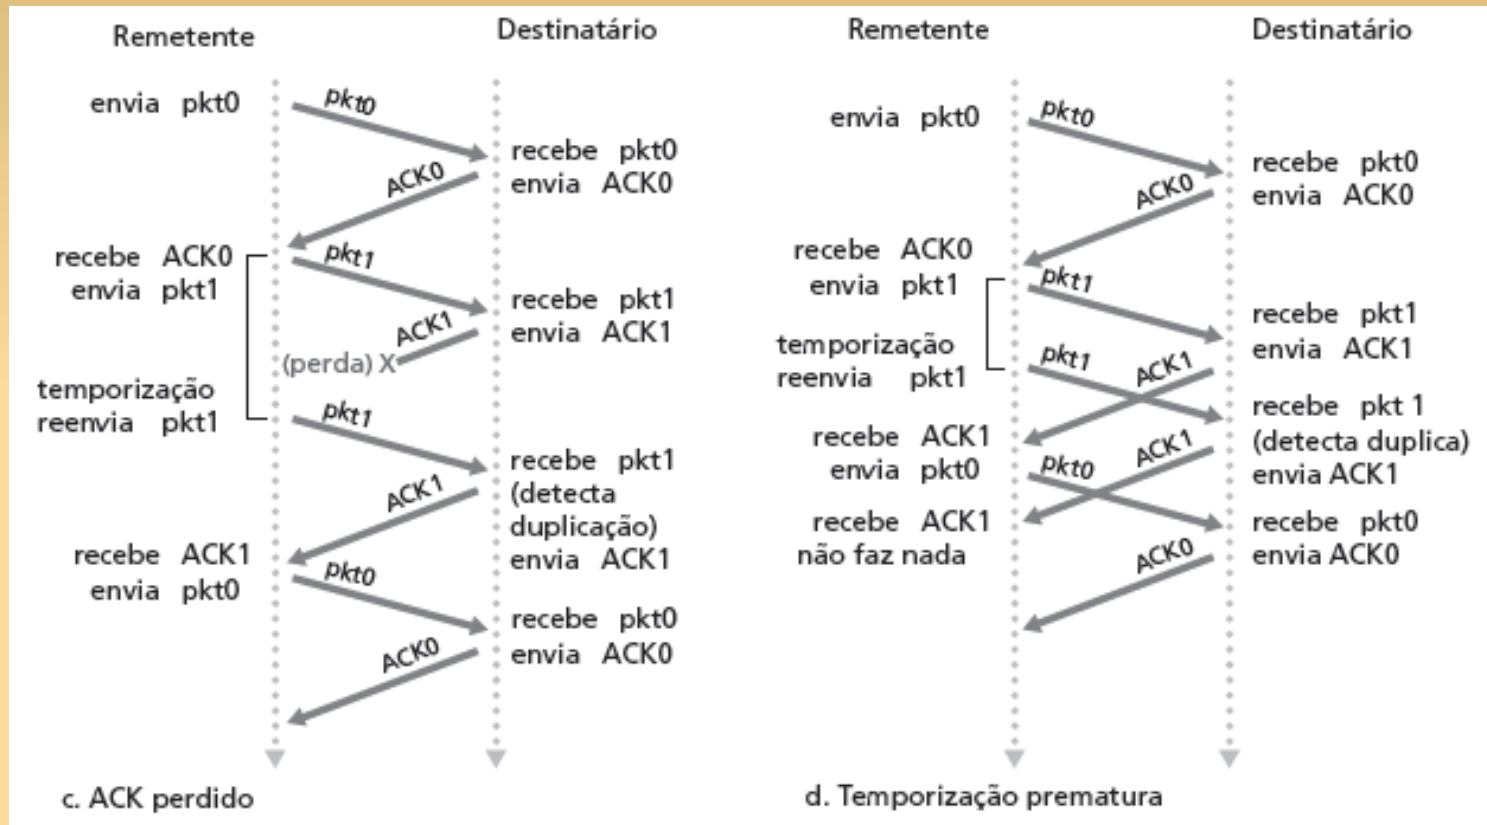 Remetente
Destinatário
envia pkt0
pkt0
recebe pkt0
envia ACK0
ACK0
recebe ACK0
envia pkt1
pkt1
recebe pkt1
envia ACK1
ACK1
(perda) X
temporização
reenvia pkt1
pkt1
recebe pkt1
(detecta
duplicação)
envia ACK1
ACK1
recebe ACK1
envia pkt0
pkt0
recebe pkt0
envia ACK0
ACK0
c. ACK perdido
Remetente
Destinatário
envia pkt0
pkt0
recebe pkt0
envia ACK0
ACK0
recebe ACK0
envia pkt1
pkt1
recebe pkt1
envia ACK1
ACK1
temporização
reenvia pkt1
pkt1
recebe pkt 1
(detecta duplica)
envia ACK1
ACK1
recebe ACK1
envia pkt0
pkt0
recebe pkt0
envia ACK0
recebe ACK1
não faz nada
ACK0
d. Temporização prematura